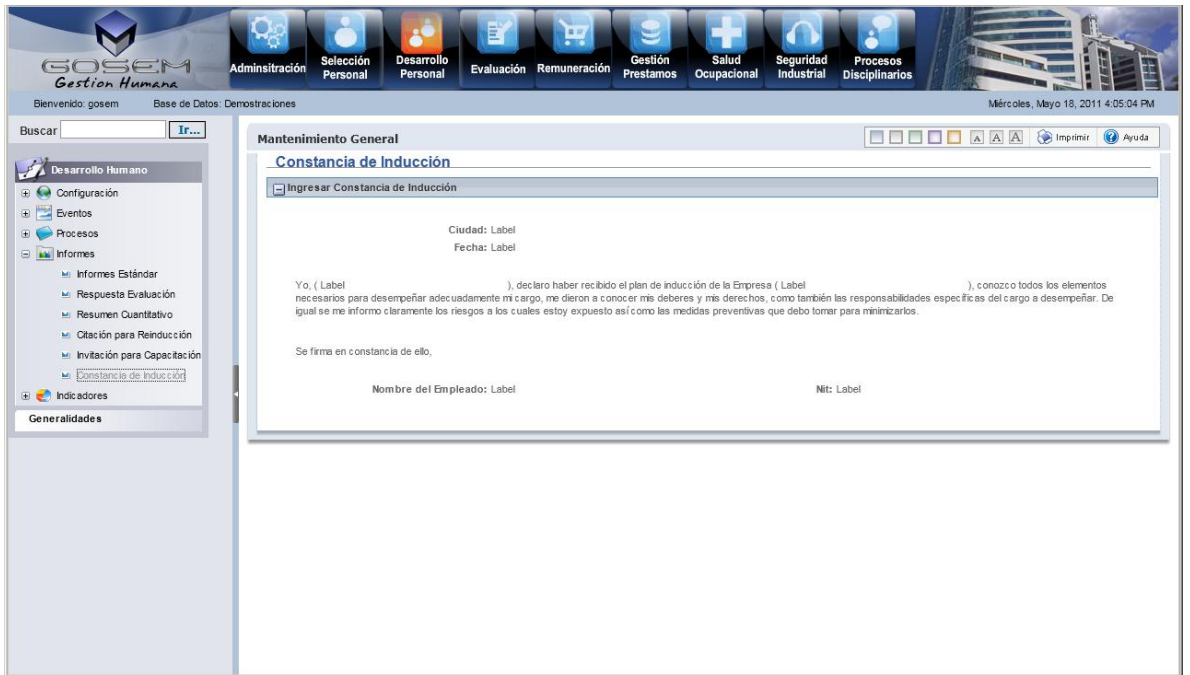 GOSEM
Gestion Humana
Adminsitración
Selección Personal
Desarrollo Personal
Evaluación
Remuneración
Gestión Prestamos
Salud Ocupacional
Seguridad Industrial
Procesos Disciplinarios
Bienvenido: gosem Base de Datos: Demostraciones Miércoles, Mayo 18, 2011 4:05:04 PM
Buscar Ir...
Desarrollo Humano
Configuración
Eventos
Procesos
Informes
Informes Estándar
Respuesta Evaluación
Resumen Cuantitativo
Citación para Reinducción
Invitación para Capacitación
Constancia de Inducción
Indicadores
Generalidades
Mantenimiento General A A A Imprimir Ayuda
Constancia de Inducción
Ingresar Constancia de Inducción
Ciudad: Label
Fecha: Label
Yo, ( Label ), declaro haber recibido el plan de inducción de la Empresa ( Label ), conozco todos los elementos
necesarios para desempeñar adecuadamente mi cargo, me dieron a conocer mis deberes y mis derechos, como también las responsabilidades específicas del cargo a desempeñar. De
igual se me informo claramente los riesgos a los cuales estoy expuesto así como las medidas preventivas que debo tomar para minimizarlos.
Se firma en constancia de ello,
Nombre del Empleado: Label Nit: Label